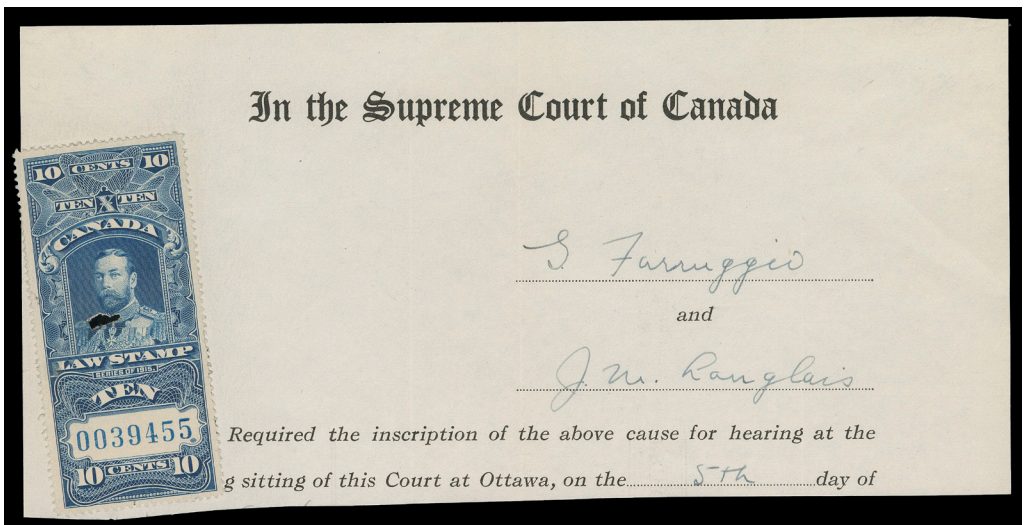 In the Supreme Court of Canada
10 CENTS 10
TEN X TEN
CANADA
LAW STAMP
SERIES OF 1915.
TEN
0039455
10 CENTS 10
S Farruggio
and
J. M. Langlais
Required the inscription of the above cause for hearing at the
g sitting of this Court at Ottawa, on the 5th day of